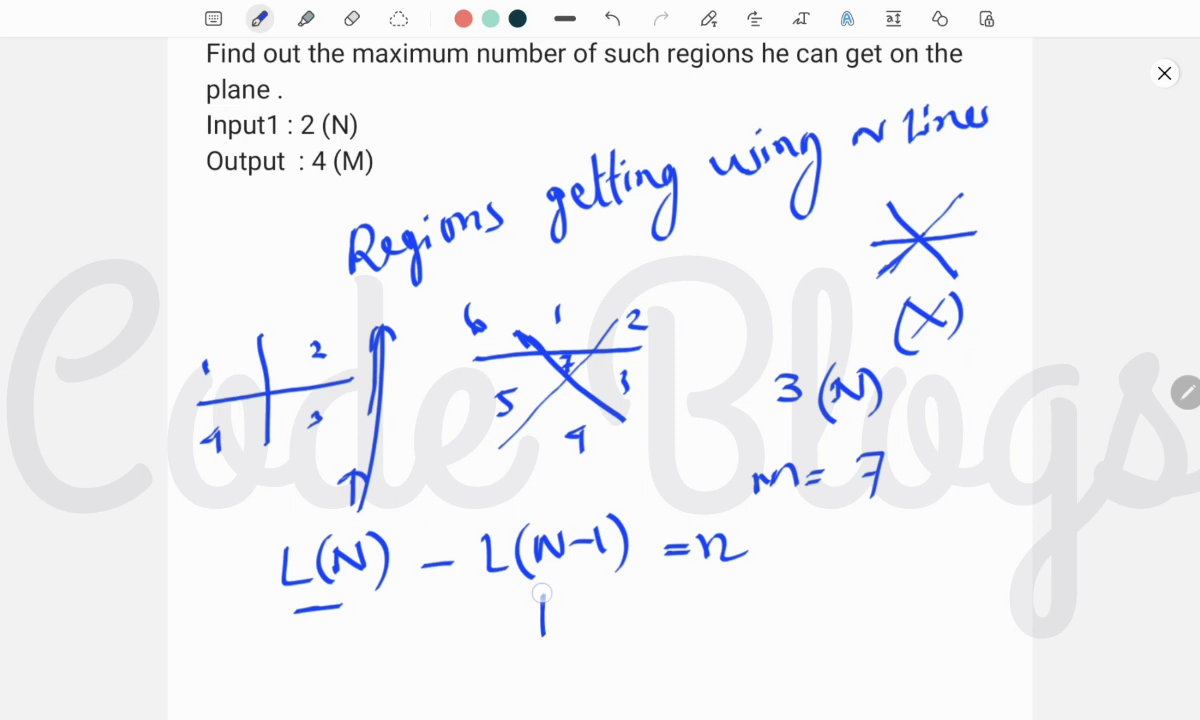 Find out the maximum number of such regions he can get on the
plane .
Input1 : 2 (N)
Output : 4 (M)
Regions getting using N Lines
(X)
1 2
4 3
6 1 2
7
5 3
4
3 (N)
m = 7
L(N) - L(N-1) = n
Code Blogs